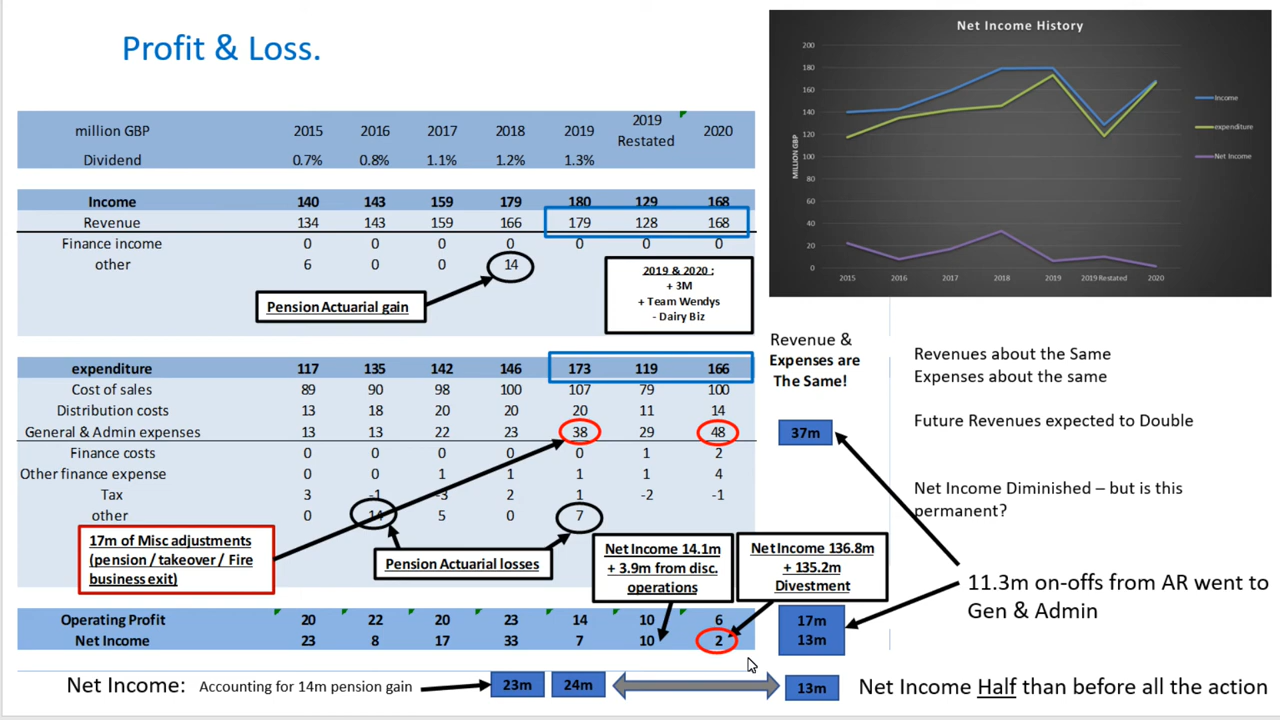 Profit & Loss.
million GBP 2015 2016 2017 2018 2019 2019 Restated 2020
Dividend 0.7% 0.8% 1.1% 1.2% 1.3%
Income 140 143 159 179 180 129 168
Revenue 134 143 159 166 179 128 168
Finance income 0 0 0 0 0 0 0
other 6 0 0 14
Pension Actuarial gain
2019 & 2020 :
+ 3M
+ Team Wendys
- Dairy Biz
expenditure 117 135 142 146 173 119 166
Cost of sales 89 90 98 100 107 79 100
Distribution costs 13 18 20 20 20 11 14
General & Admin expenses 13 13 22 23 38 29 48
Finance costs 0 0 0 0 0 1 2
Other finance expense 0 0 1 1 1 1 4
Tax 3 -1 -3 2 1 -2 -1
other 0 14 5 0 7
17m of Misc adjustments
(pension / takeover / Fire
business exit)
Pension Actuarial losses
Net Income 14.1m
+ 3.9m from disc.
operations
Net Income 136.8m
+ 135.2m
Divestment
Operating Profit 20 22 20 23 14 10 6
Net Income 23 8 17 33 7 10 2
Net Income: Accounting for 14m pension gain 23m 24m 13m Net Income Half than before all the action
Net Income History
MILLION GBP
200
180
160
140
120
100
80
60
40
20
0
2015 2016 2017 2018 2019 2019 Restated 2020
Income
expenditure
Net Income
Revenue &
Expenses are
The Same!
37m
17m
13m
Revenues about the Same
Expenses about the same
Future Revenues expected to Double
Net Income Diminished – but is this
permanent?
11.3m on-offs from AR went to
Gen & Admin